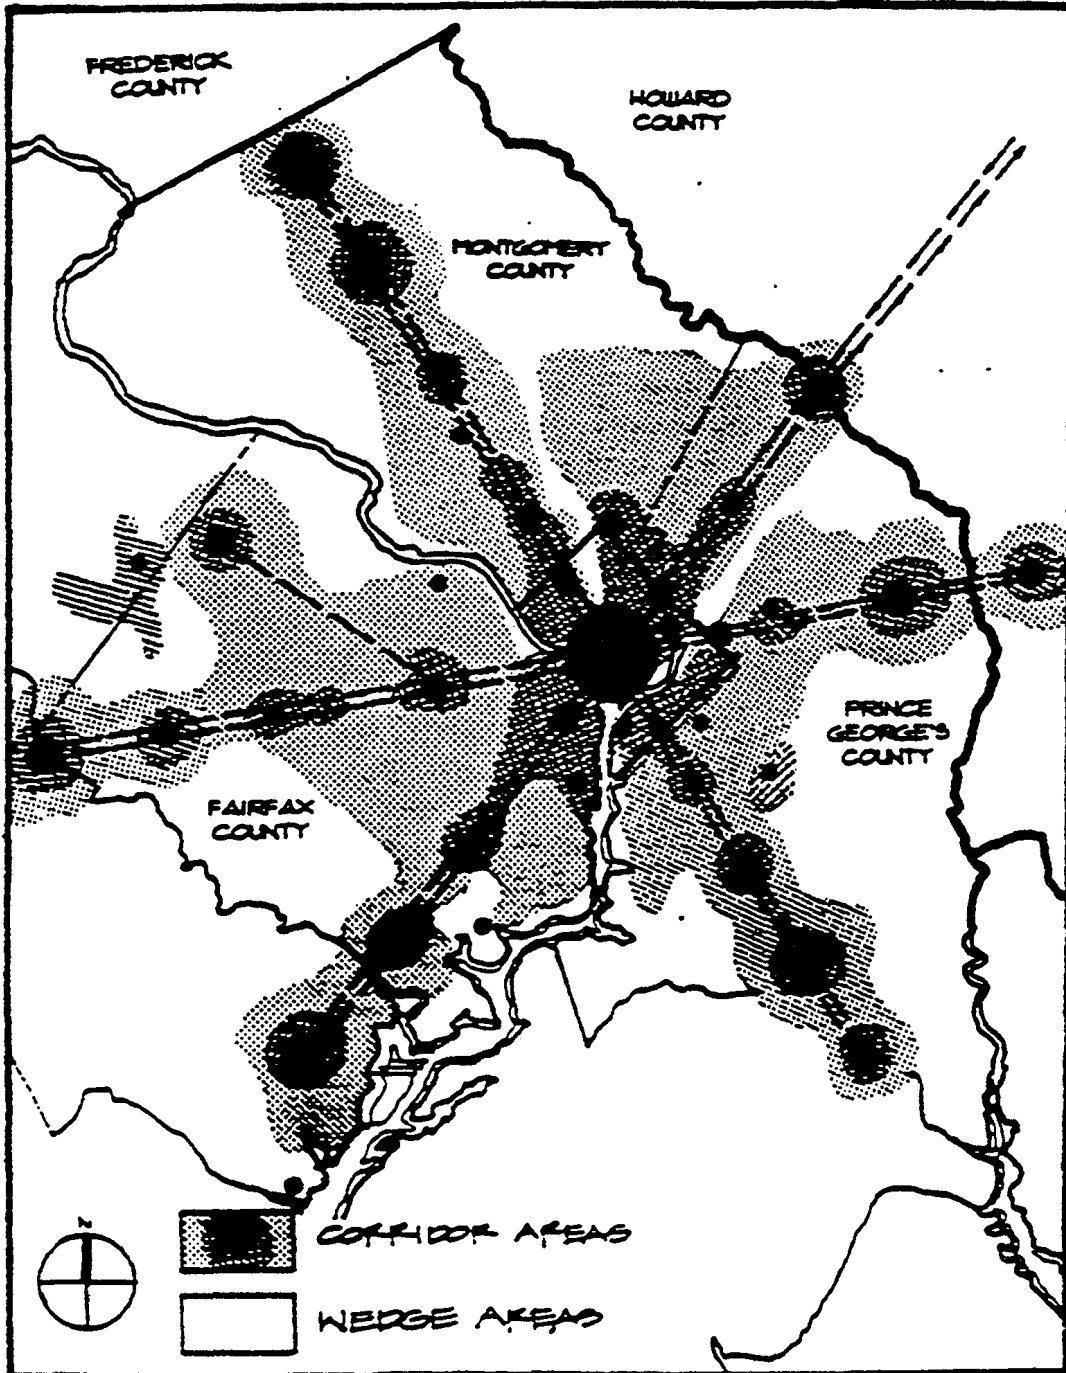 FREDERICK
COUNTY
HOWARD
COUNTY
MONTGOMERY
COUNTY
PRINCE
GEORGE'S
COUNTY
FAIRFAX
COUNTY
N
CORRIDOR AREAS
WEDGE AREAS